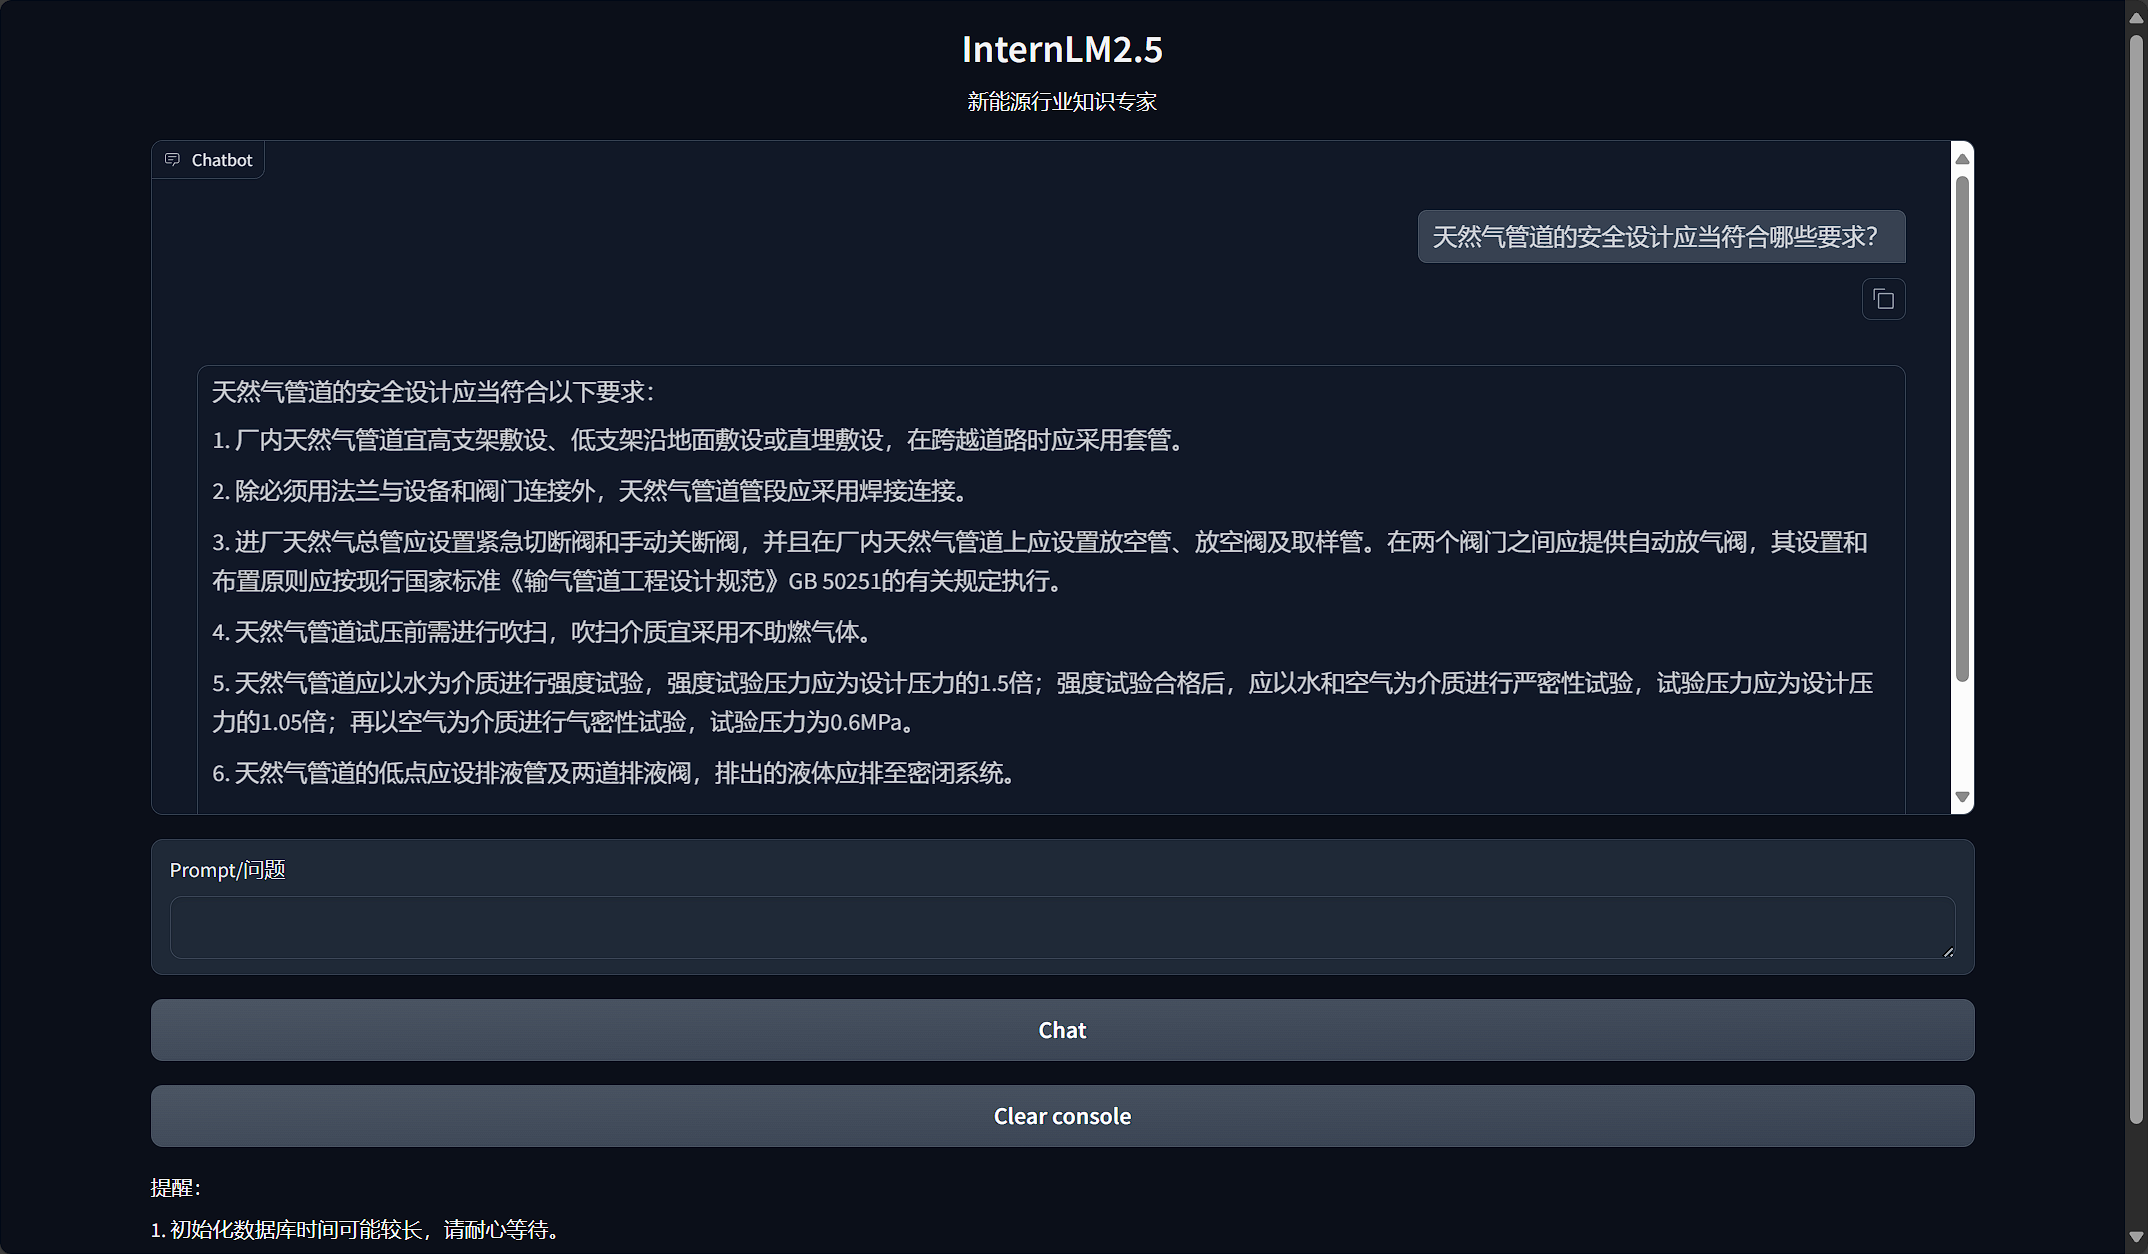 InternLM2.5
新能源行业知识专家
Chatbot
天然气管道的安全设计应当符合哪些要求？
天然气管道的安全设计应当符合以下要求：
1. 厂内天然气管道宜高支架敷设、低支架沿地面敷设或直埋敷设，在跨越道路时应采用套管。
2. 除必须用法兰与设备和阀门连接外，天然气管道管段应采用焊接连接。
3. 进厂天然气总管应设置紧急切断阀和手动关断阀，并且在厂内天然气管道上应设置放空管、放空阀及取样管。在两个阀门之间应提供自动放气阀，其设置和
布置原则应按现行国家标准《输气管道工程设计规范》GB 50251的有关规定执行。
4. 天然气管道试压前需进行吹扫，吹扫介质宜采用不助燃气体。
5. 天然气管道应以水为介质进行强度试验，强度试验压力应为设计压力的1.5倍；强度试验合格后，应以水和空气为介质进行严密性试验，试验压力应为设计压
力的1.05倍；再以空气为介质进行气密性试验，试验压力为0.6MPa。
6. 天然气管道的低点应设排液管及两道排液阀，排出的液体应排至密闭系统。
Prompt/问题
Chat
Clear console
提醒：
1. 初始化数据库时间可能较长，请耐心等待。